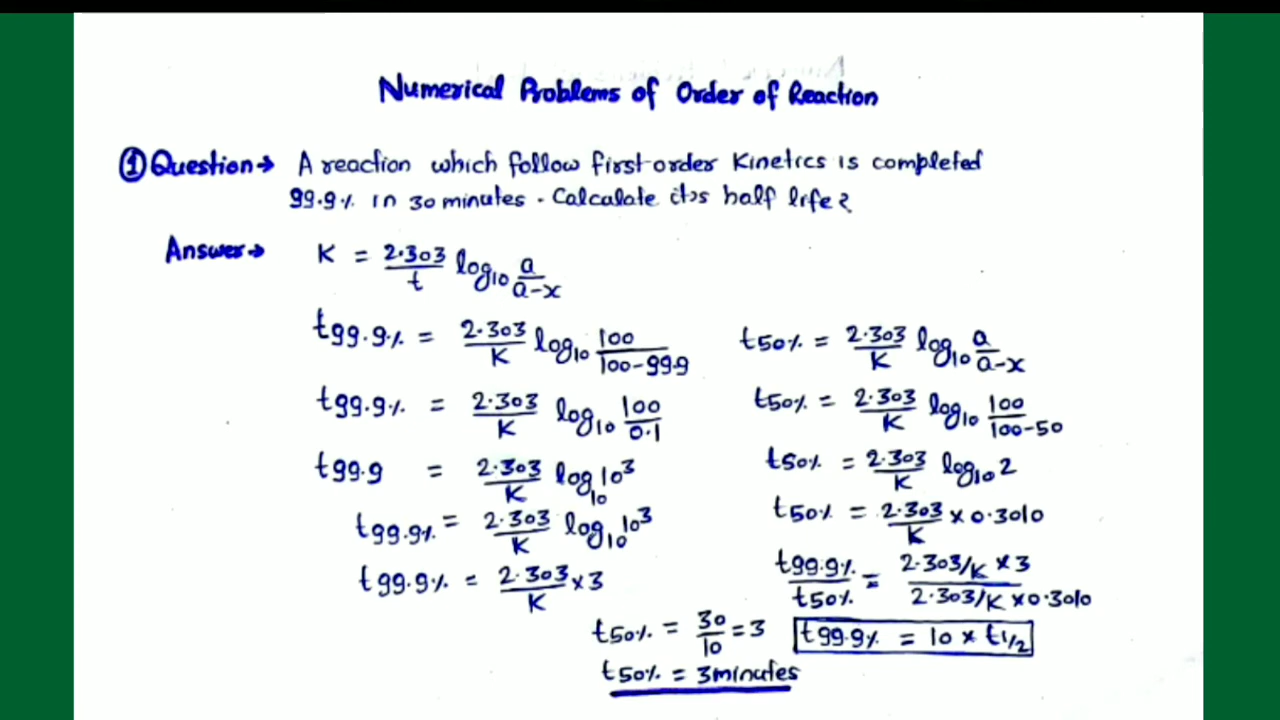 Numerical Problems of Order of Reaction
① Question → A reaction which follow first-order Kinetics is completed
99.9% in 30 minutes. Calculate it's half life?
Answer → K = 2.303/t log₁₀ a/a-x
t99.9% = 2.303/K log₁₀ 100/100-99.9
t99.9% = 2.303/K log₁₀ 100/0.1
t99.9 = 2.303/K log₁₀ 10³
t99.9% = 2.303/K log₁₀ 10³
t99.9% = 2.303/K × 3
t50% = 2.303/K log₁₀ a/a-x
t50% = 2.303/K log₁₀ 100/100-50
t50% = 2.303/K log₁₀ 2
t50% = 2.303/K × 0.3010
t99.9%/t50% = 2.303/K × 3/2.303/K × 0.3010
t99.9% = 10 × t1/2
t50% = 30/10 = 3
t50% = 3 minutes